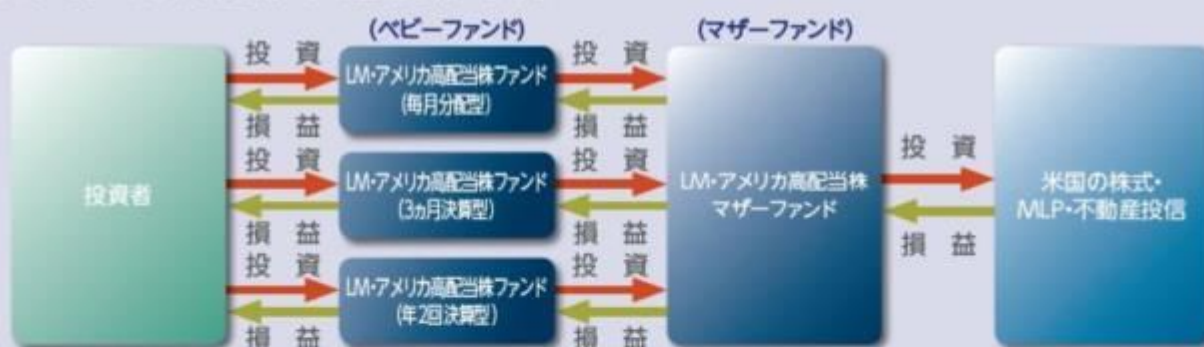 (ベビーファンド)
(マザーファンド)
投資
LM・アメリカ高配当株ファンド
(毎月分配型)
投資
損益
損益
投資
LM・アメリカ高配当株ファンド
(3ヵ月決算型)
投資
損益
損益
投資
LM・アメリカ高配当株ファンド
(年2回決算型)
投資
損益
損益
投資者
LM・アメリカ高配当株
マザーファンド
投資
損益
米国の株式・
MLP・不動産投信